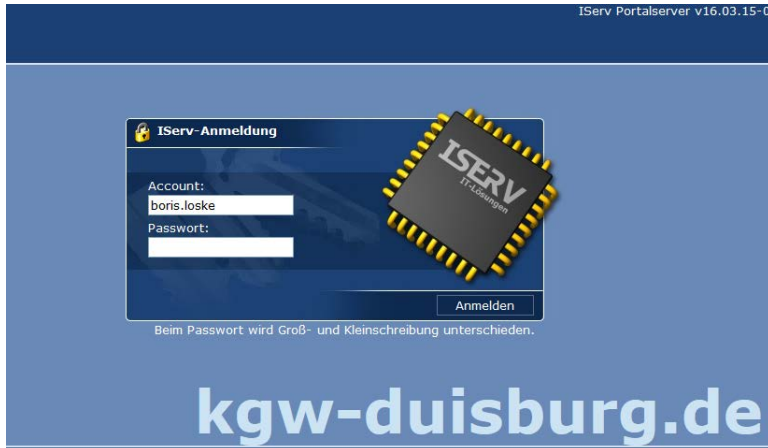 IServ Portalserver v16.03.15-0
IServ-Anmeldung
ISERV
IT-Lösungen
Account:
boris.loske
Passwort:
Anmelden
Beim Passwort wird Groß- und Kleinschreibung unterschieden.
kgw-duisburg.de